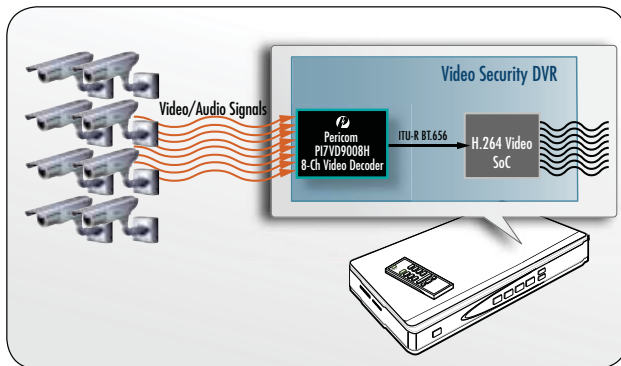 Video Security DVR
Video/Audio Signals
Pericom
PI7VD9008H
8-Ch Video Decoder
ITU-R BT.656
H.264 Video
SoC